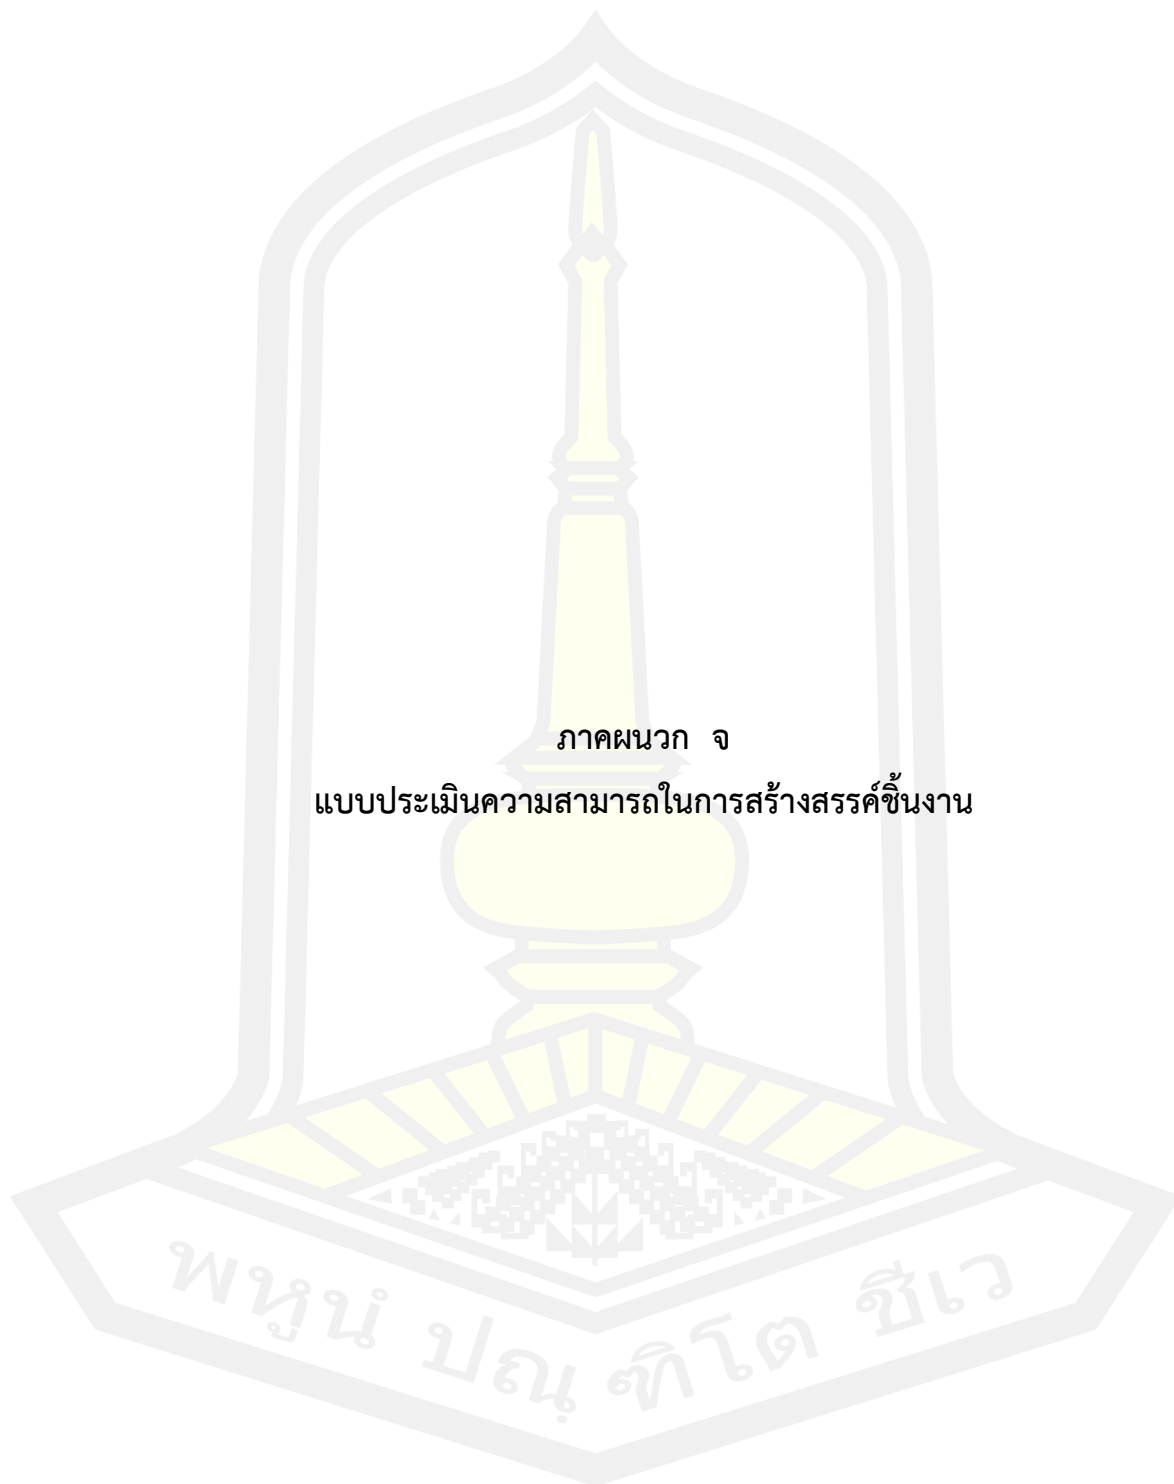 ภาคผนวก จ
แบบประเมินความสามารถในการสร้างสรรค์ชิ้นงาน
พหูนํ ปณฺฑิโต ชีเว